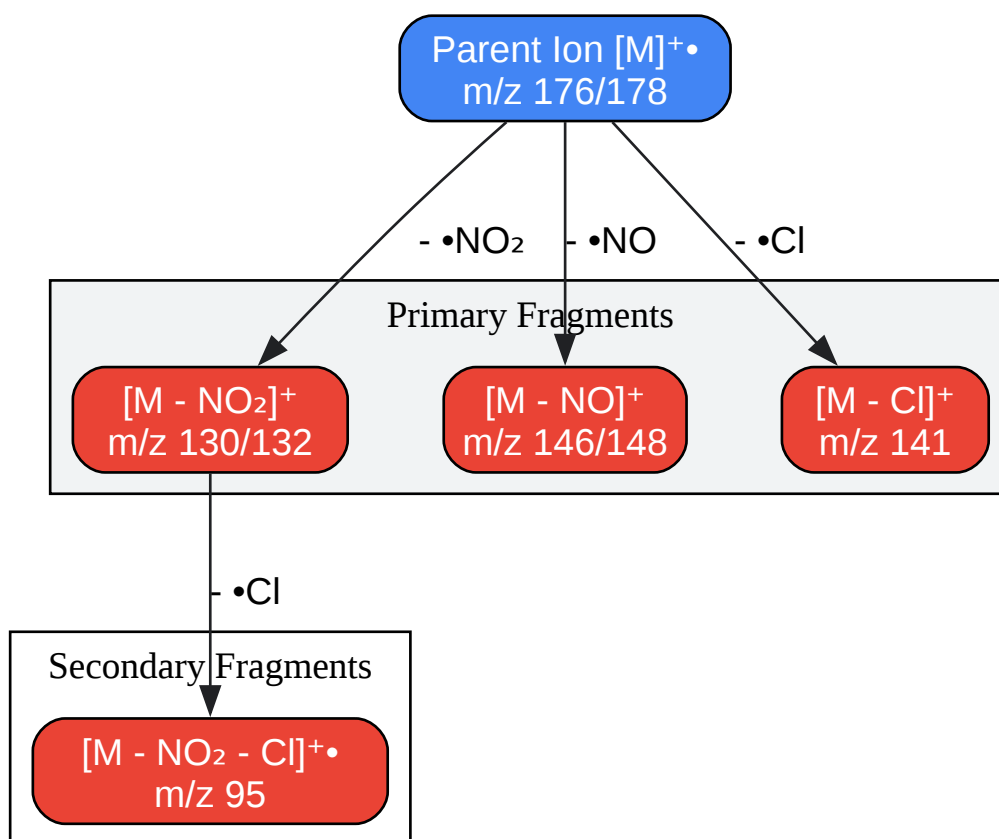 Parent Ion [M]⁺•
m/z 176/178
- •NO₂
- •NO
- •Cl
Primary Fragments
[M - NO₂]⁺
m/z 130/132
[M - NO]⁺
m/z 146/148
[M - Cl]⁺
m/z 141
- •Cl
Secondary Fragments
[M - NO₂ - Cl]⁺•
m/z 95